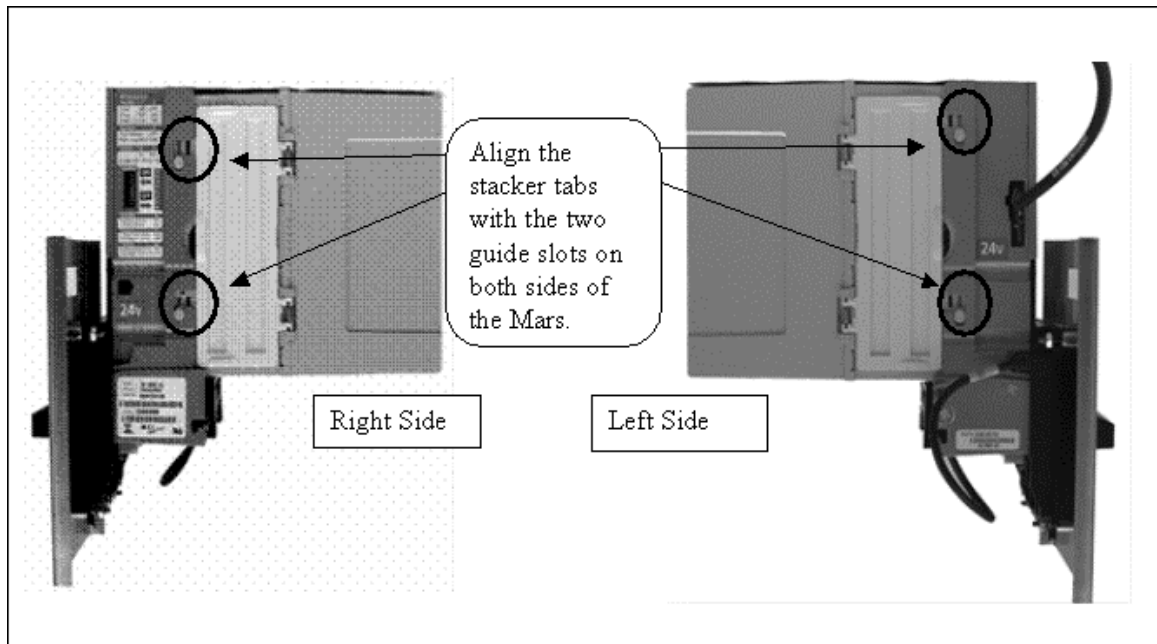 Align the
stacker tabs
with the two
guide slots on
both sides of
the Mars.
Right Side
Left Side
24v
24v